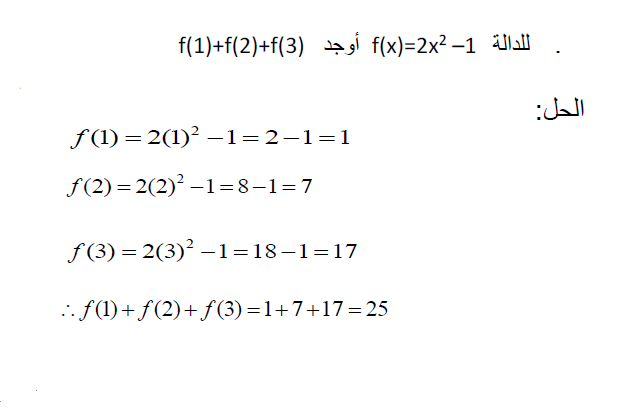 . للدالة f(x)=2x² –1 أوجد f(1)+f(2)+f(3)
الحل:
f(1) = 2(1)² −1 = 2−1 = 1
f(2) = 2(2)² −1 = 8−1 = 7
f(3) = 2(3)² −1 = 18−1 = 17
∴ f(1)+ f(2)+ f(3) = 1+7+17 = 25